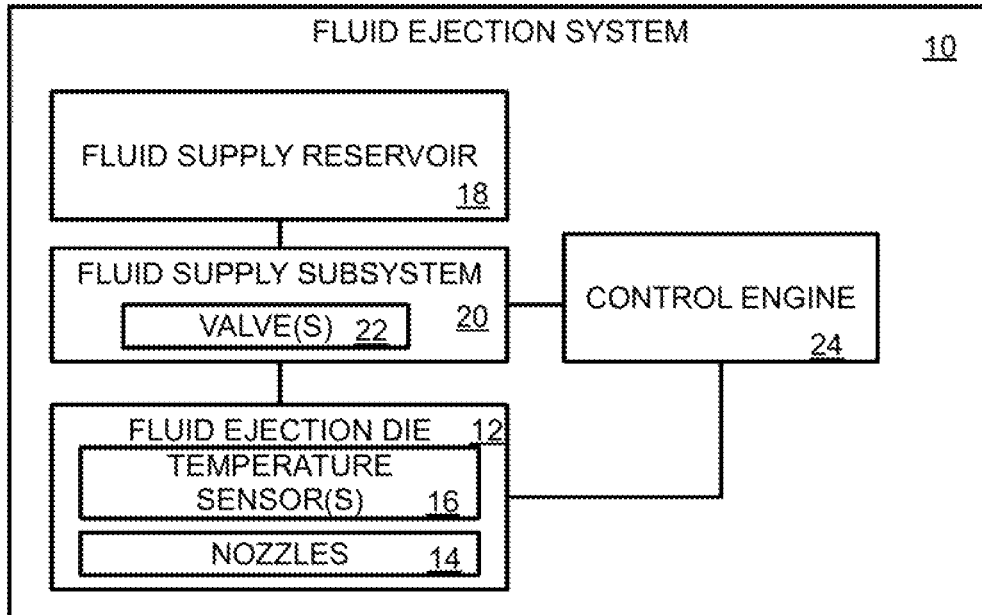 FLUID EJECTION SYSTEM
10
FLUID SUPPLY RESERVOIR
18
FLUID SUPPLY SUBSYSTEM
20
VALVE(S) 22
CONTROL ENGINE
24
FLUID EJECTION DIE 12
TEMPERATURE
SENSOR(S) 16
NOZZLES 14